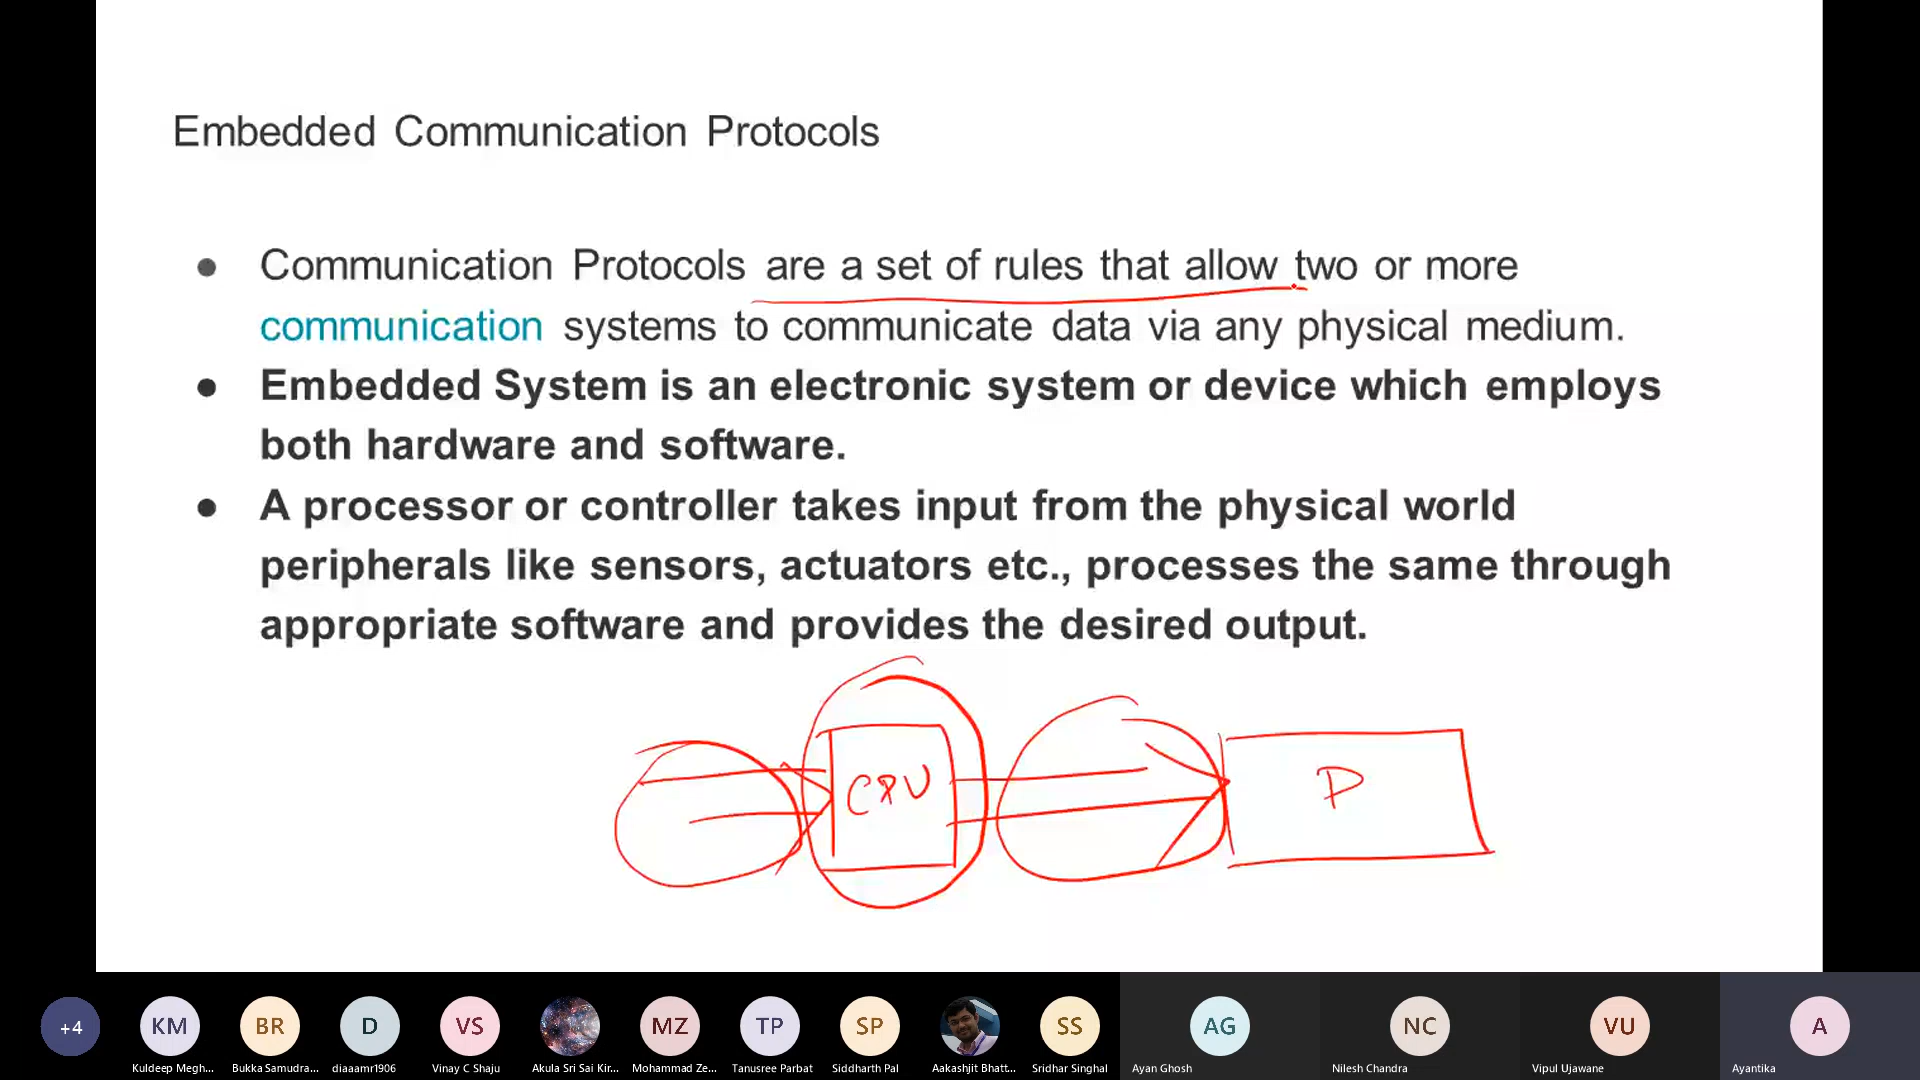 Embedded Communication Protocols
● Communication Protocols are a set of rules that allow two or more
communication systems to communicate data via any physical medium.
● Embedded System is an electronic system or device which employs
both hardware and software.
● A processor or controller takes input from the physical world
peripherals like sensors, actuators etc., processes the same through
appropriate software and provides the desired output.
CPU
P
+4 KM BR D VS MZ TP SP SS AG NC VU A
Kuldeep Megh... Bukka Samudra... diaaamr1906 Vinay C Shaju Akula Sri Sai Kir... Mohammad Ze... Tanusree Parbat Siddharth Pal Aakashjit Bhatt... Sridhar Singhal Ayan Ghosh Nilesh Chandra Vipul Ujawane Ayantika